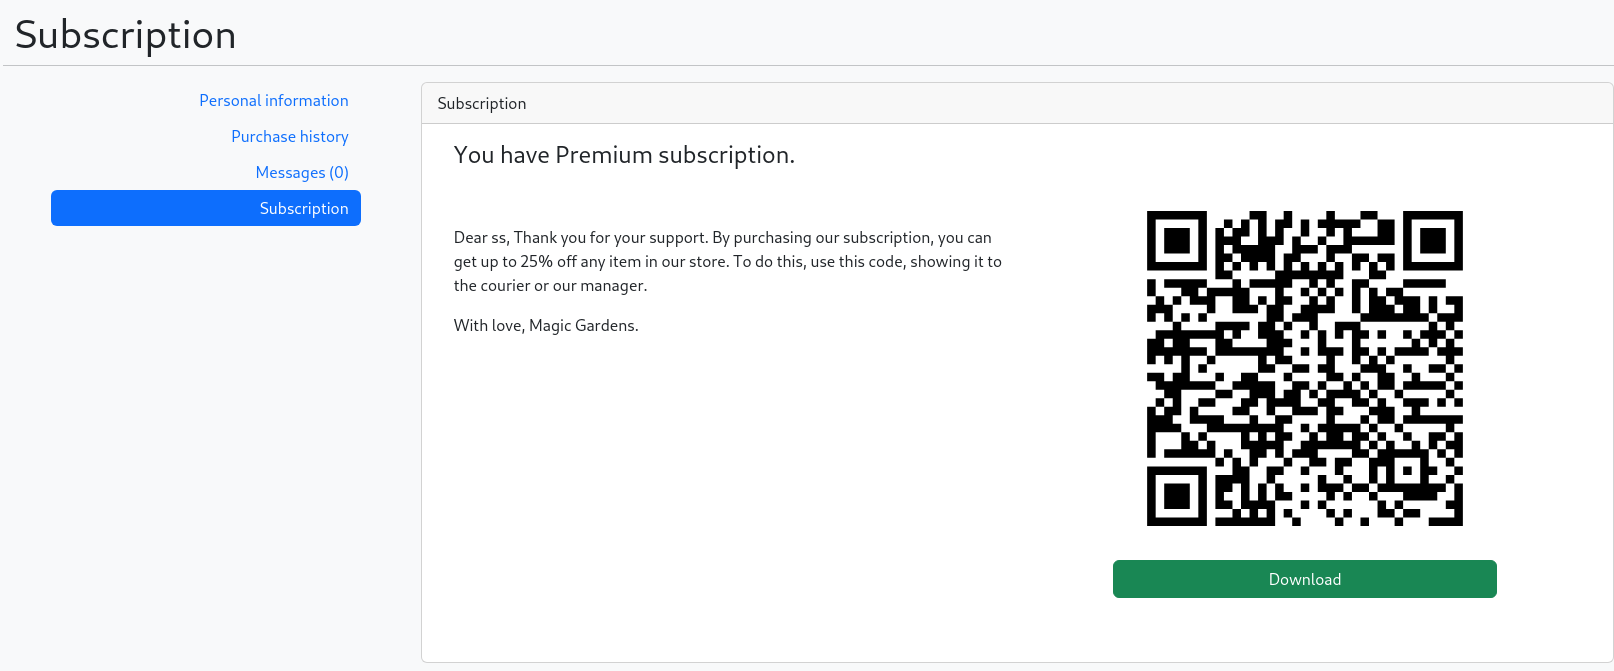 Subscription
Personal information
Purchase history
Messages (0)
Subscription
Subscription
You have Premium subscription.
Dear ss, Thank you for your support. By purchasing our subscription, you can
get up to 25% off any item in our store. To do this, use this code, showing it to
the courier or our manager.
With love, Magic Gardens.
Download